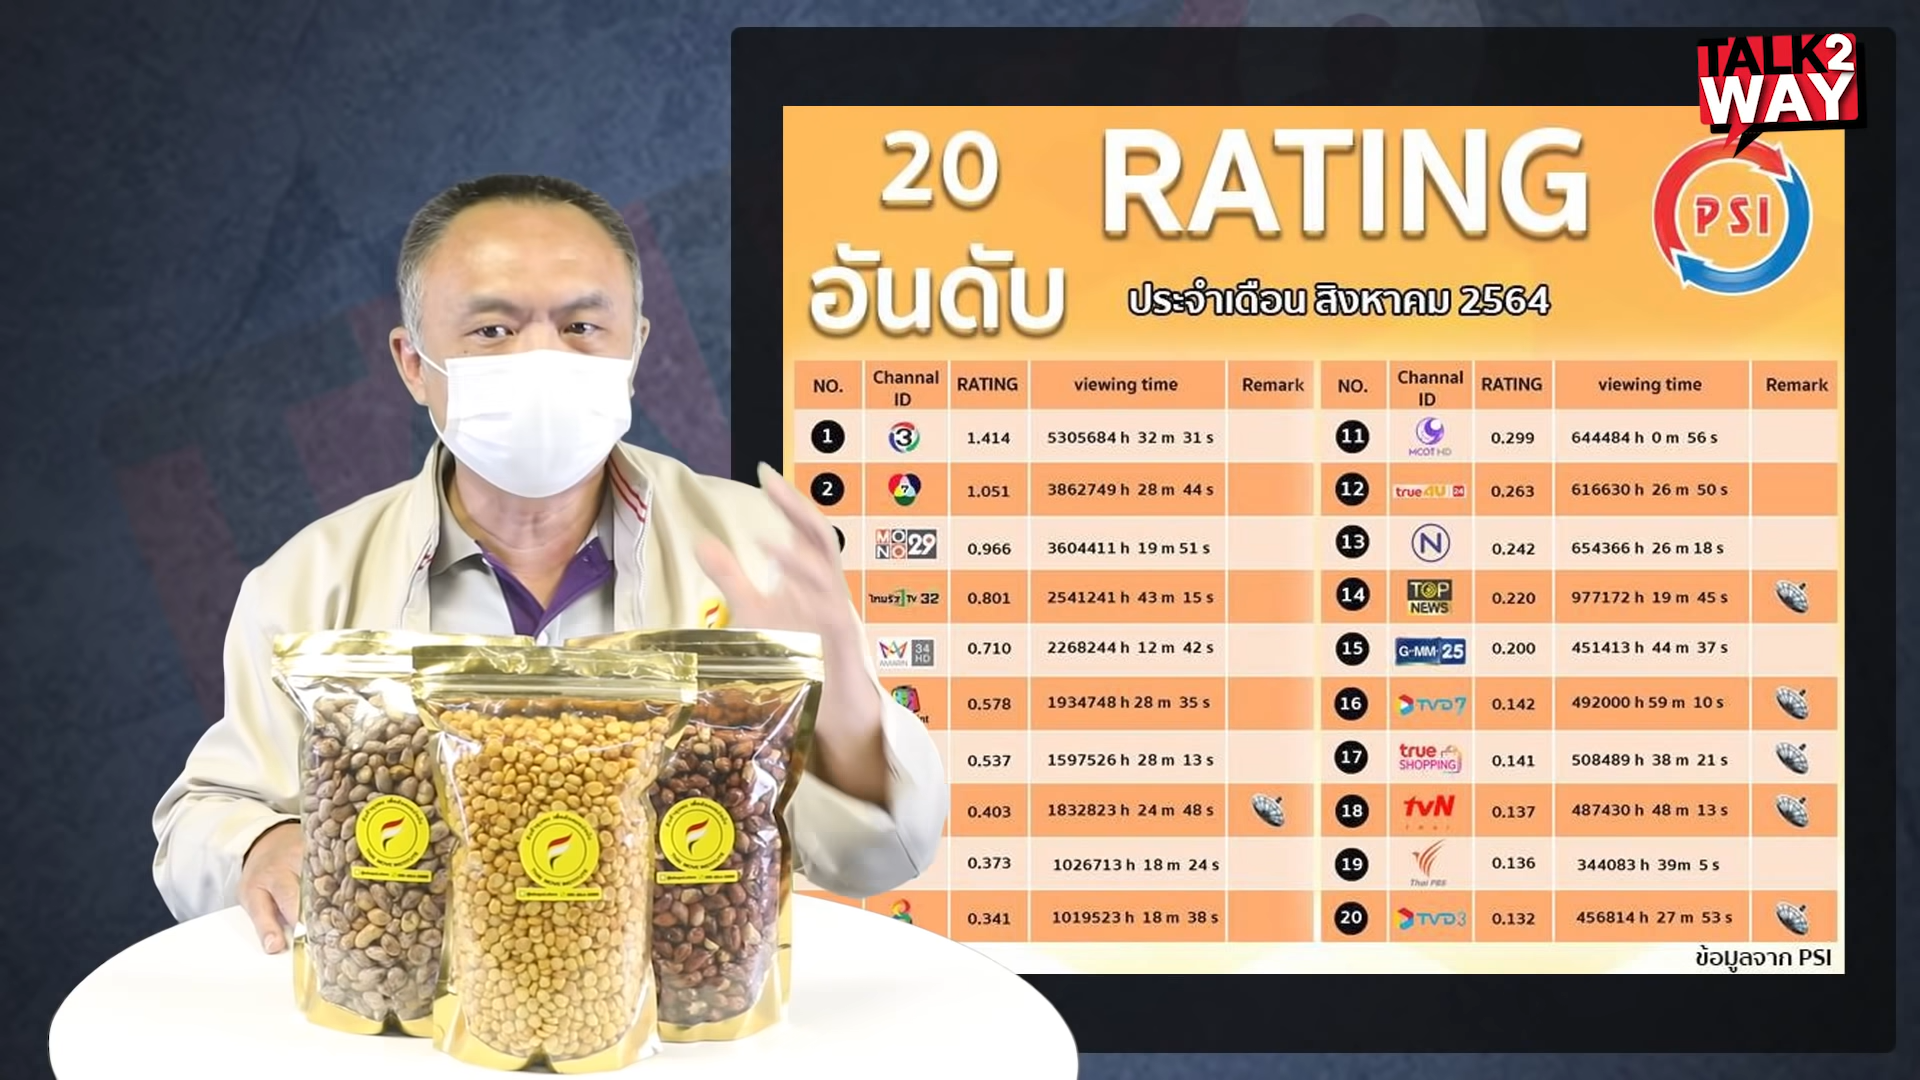 TALK2
WAY
20
อันดับ
RATING
ประจำเดือน สิงหาคม 2564
PSI
NO. Channal ID RATING viewing time Remark NO. Channal ID RATING viewing time Remark
1 3 1.414 5305684 h 32 m 31 s 11 MCOT HD 0.299 644484 h 0 m 56 s
2 7 1.051 3862749 h 28 m 44 s 12 true4U 24 0.263 616630 h 26 m 50 s
MONO 29 0.966 3604411 h 19 m 51 s 13 N 0.242 654366 h 26 m 18 s
ไทยรัฐ TV 32 0.801 2541241 h 43 m 15 s 14 TOP NEWS 0.220 977172 h 19 m 45 s
AMARIN 34 HD 0.710 2268244 h 12 m 42 s 15 G-MM 25 0.200 451413 h 44 m 37 s
0.578 1934748 h 28 m 35 s 16 TVD 7 0.142 492000 h 59 m 10 s
0.537 1597526 h 28 m 13 s 17 true SHOPPING 0.141 508489 h 38 m 21 s
0.403 1832823 h 24 m 48 s 18 tvN 0.137 487430 h 48 m 13 s
0.373 1026713 h 18 m 24 s 19 Thai PBS 0.136 344083 h 39m 5 s
0.341 1019523 h 18 m 38 s 20 TVD 3 0.132 456814 h 27 m 53 s
ข้อมูลจาก PSI